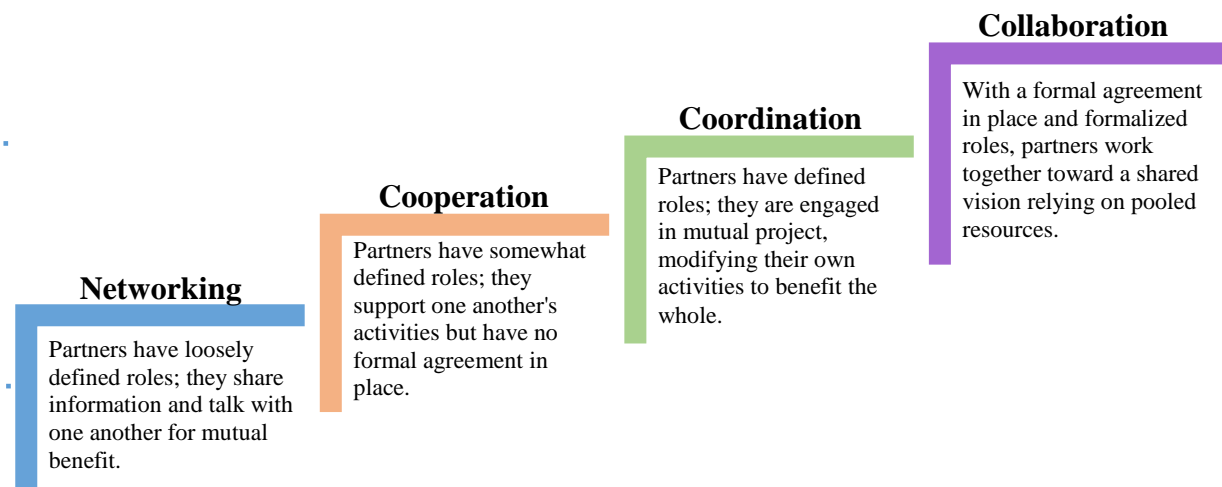 Networking
Partners have loosely
defined roles; they share
information and talk with
one another for mutual
benefit.
Cooperation
Partners have somewhat
defined roles; they
support one another's
activities but have no
formal agreement in
place.
Coordination
Partners have defined
roles; they are engaged
in mutual project,
modifying their own
activities to benefit the
whole.
Collaboration
With a formal agreement
in place and formalized
roles, partners work
together toward a shared
vision relying on pooled
resources.